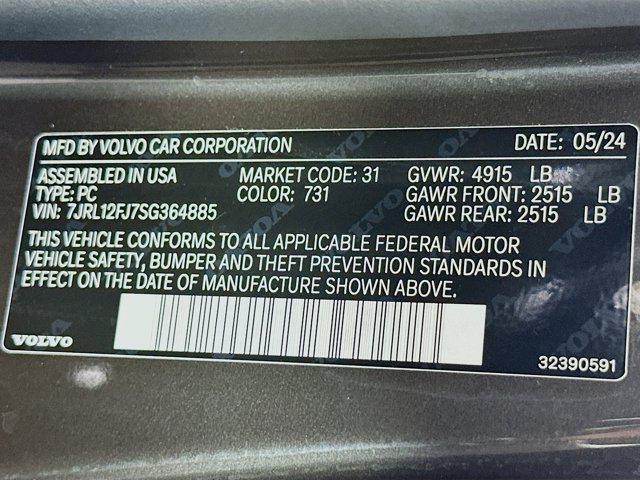 MFD BY VOLVO CAR CORPORATION DATE: 05/24
ASSEMBLED IN USA MARKET CODE: 31 GVWR: 4915 LB
TYPE: PC COLOR: 731 GAWR FRONT: 2515 LB
VIN: 7JRL12FJ7SG364885 GAWR REAR: 2515 LB
THIS VEHICLE CONFORMS TO ALL APPLICABLE FEDERAL MOTOR
VEHICLE SAFETY, BUMPER AND THEFT PREVENTION STANDARDS IN
EFFECT ON THE DATE OF MANUFACTURE SHOWN ABOVE.
VOLVO 32390591